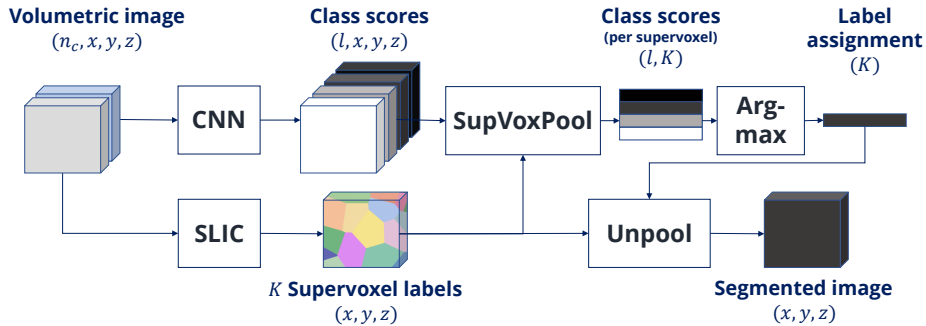 Volumetric image
(n_c, x, y, z)
Class scores
(l, x, y, z)
Class scores
(per supervoxel)
(l, K)
Label
assignment
(K)
CNN
SupVoxPool
Arg-
max
SLIC
Unpool
K Supervoxel labels
(x, y, z)
Segmented image
(x, y, z)